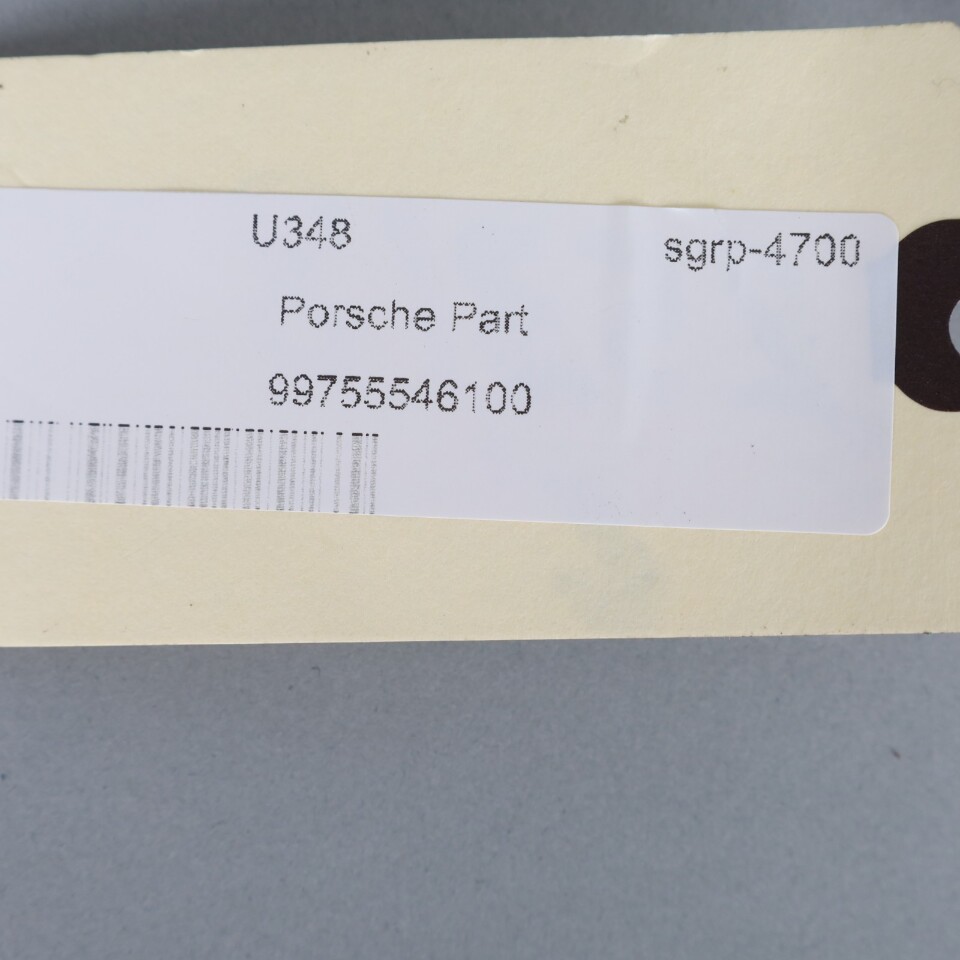 U348
sgrp-4700
Porsche Part
99755546100